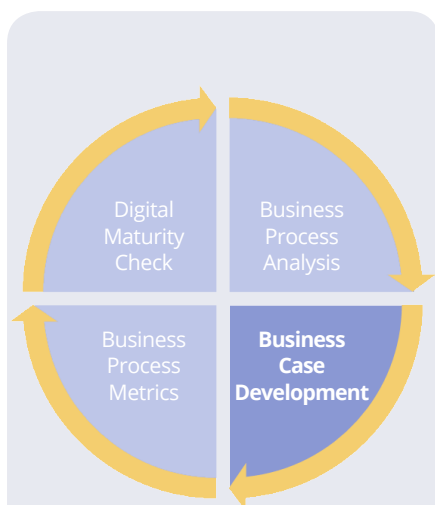 Digital
Maturity
Check
Business
Process
Analysis
Business
Process
Metrics
Business
Case
Development